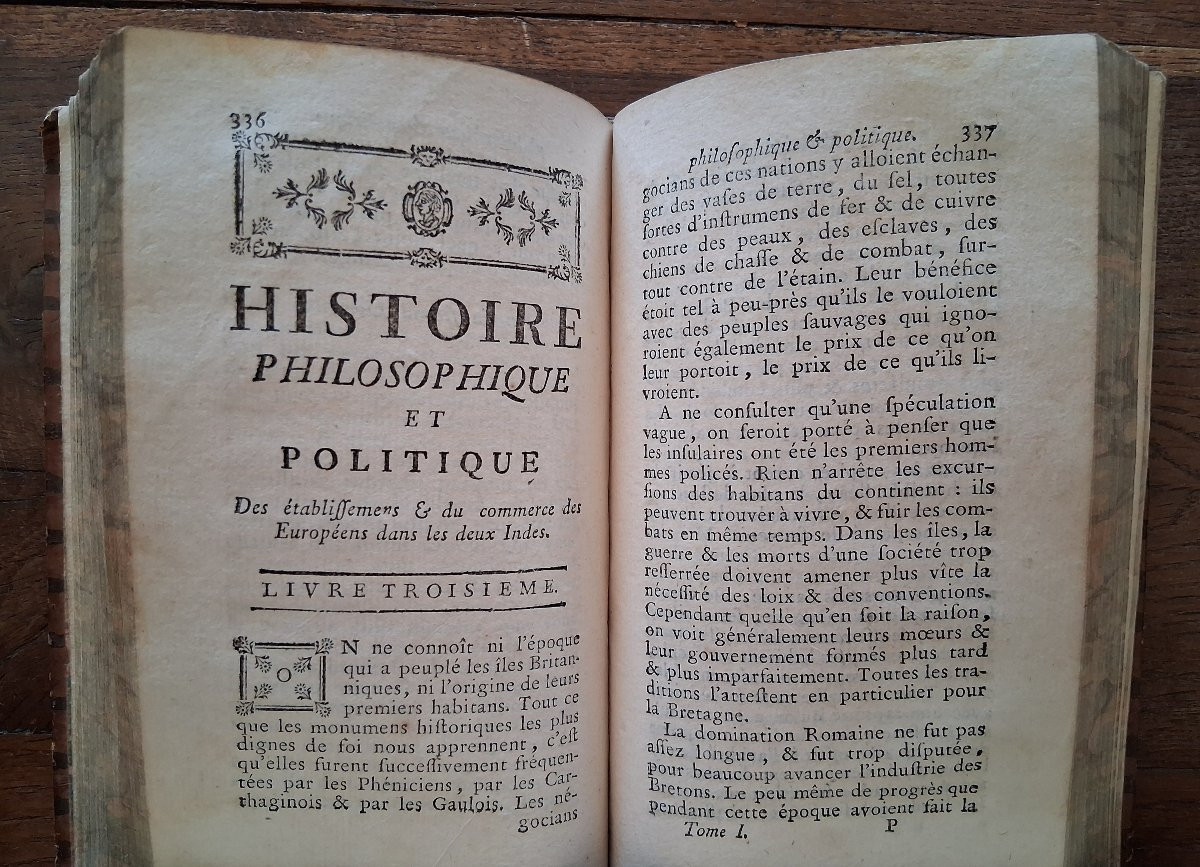 336
HISTOIRE
PHILOSOPHIQUE
ET
POLITIQUE
Des établiſſemens & du commerce des
Européens dans les deux Indes.
LIVRE TROISIEME.
ON ne connoît ni l'époque
qui a peuplé les îles Britan-
niques, ni l'origine de leurs
premiers habitans. Tout ce
que les monumens hiſtoriques les plus
dignes de foi nous apprennent, c'eſt
qu'elles furent ſucceſſivement fréquen-
tées par les Phéniciens, par les Car-
thaginois & par les Gaulois. Les né-
gocians
philoſophique & politique. 337
gocians de ces nations y alloient échan-
ger des vaſes de terre, du ſel, toutes
ſortes d'inſtrumens de fer & de cuivre
contre des peaux, des eſclaves, des
chiens de chaſſe & de combat, ſur-
tout contre de l'étain. Leur bénéfice
étoit tel à peu-près qu'ils le vouloient
avec des peuples ſauvages qui igno-
roient également le prix de ce qu'on
leur portoit, le prix de ce qu'ils li-
vroient.
A ne conſulter qu'une ſpéculation
vague, on ſeroit porté à penſer que
les inſulaires ont été les premiers hom-
mes policés. Rien n'arrête les excur-
ſions des habitans du continent : ils
peuvent trouver à vivre, & fuir les com-
bats en même temps. Dans les îles, la
guerre & les morts d'une ſociété trop
reſſerrée doivent amener plus vîte la
néceſſité des loix & des conventions.
Cependant quelle qu'en ſoit la raiſon,
on voit généralement leurs mœurs &
leur gouvernement formés plus tard
& plus imparfaitement. Toutes les tra-
ditions l'atteſtent en particulier pour
la Bretagne.
La domination Romaine ne fut pas
aſſez longue, & fut trop diſputée,
pour beaucoup avancer l'induſtrie des
Bretons. Le peu même de progrès que
pendant cette époque avoient fait la
Tome I. P